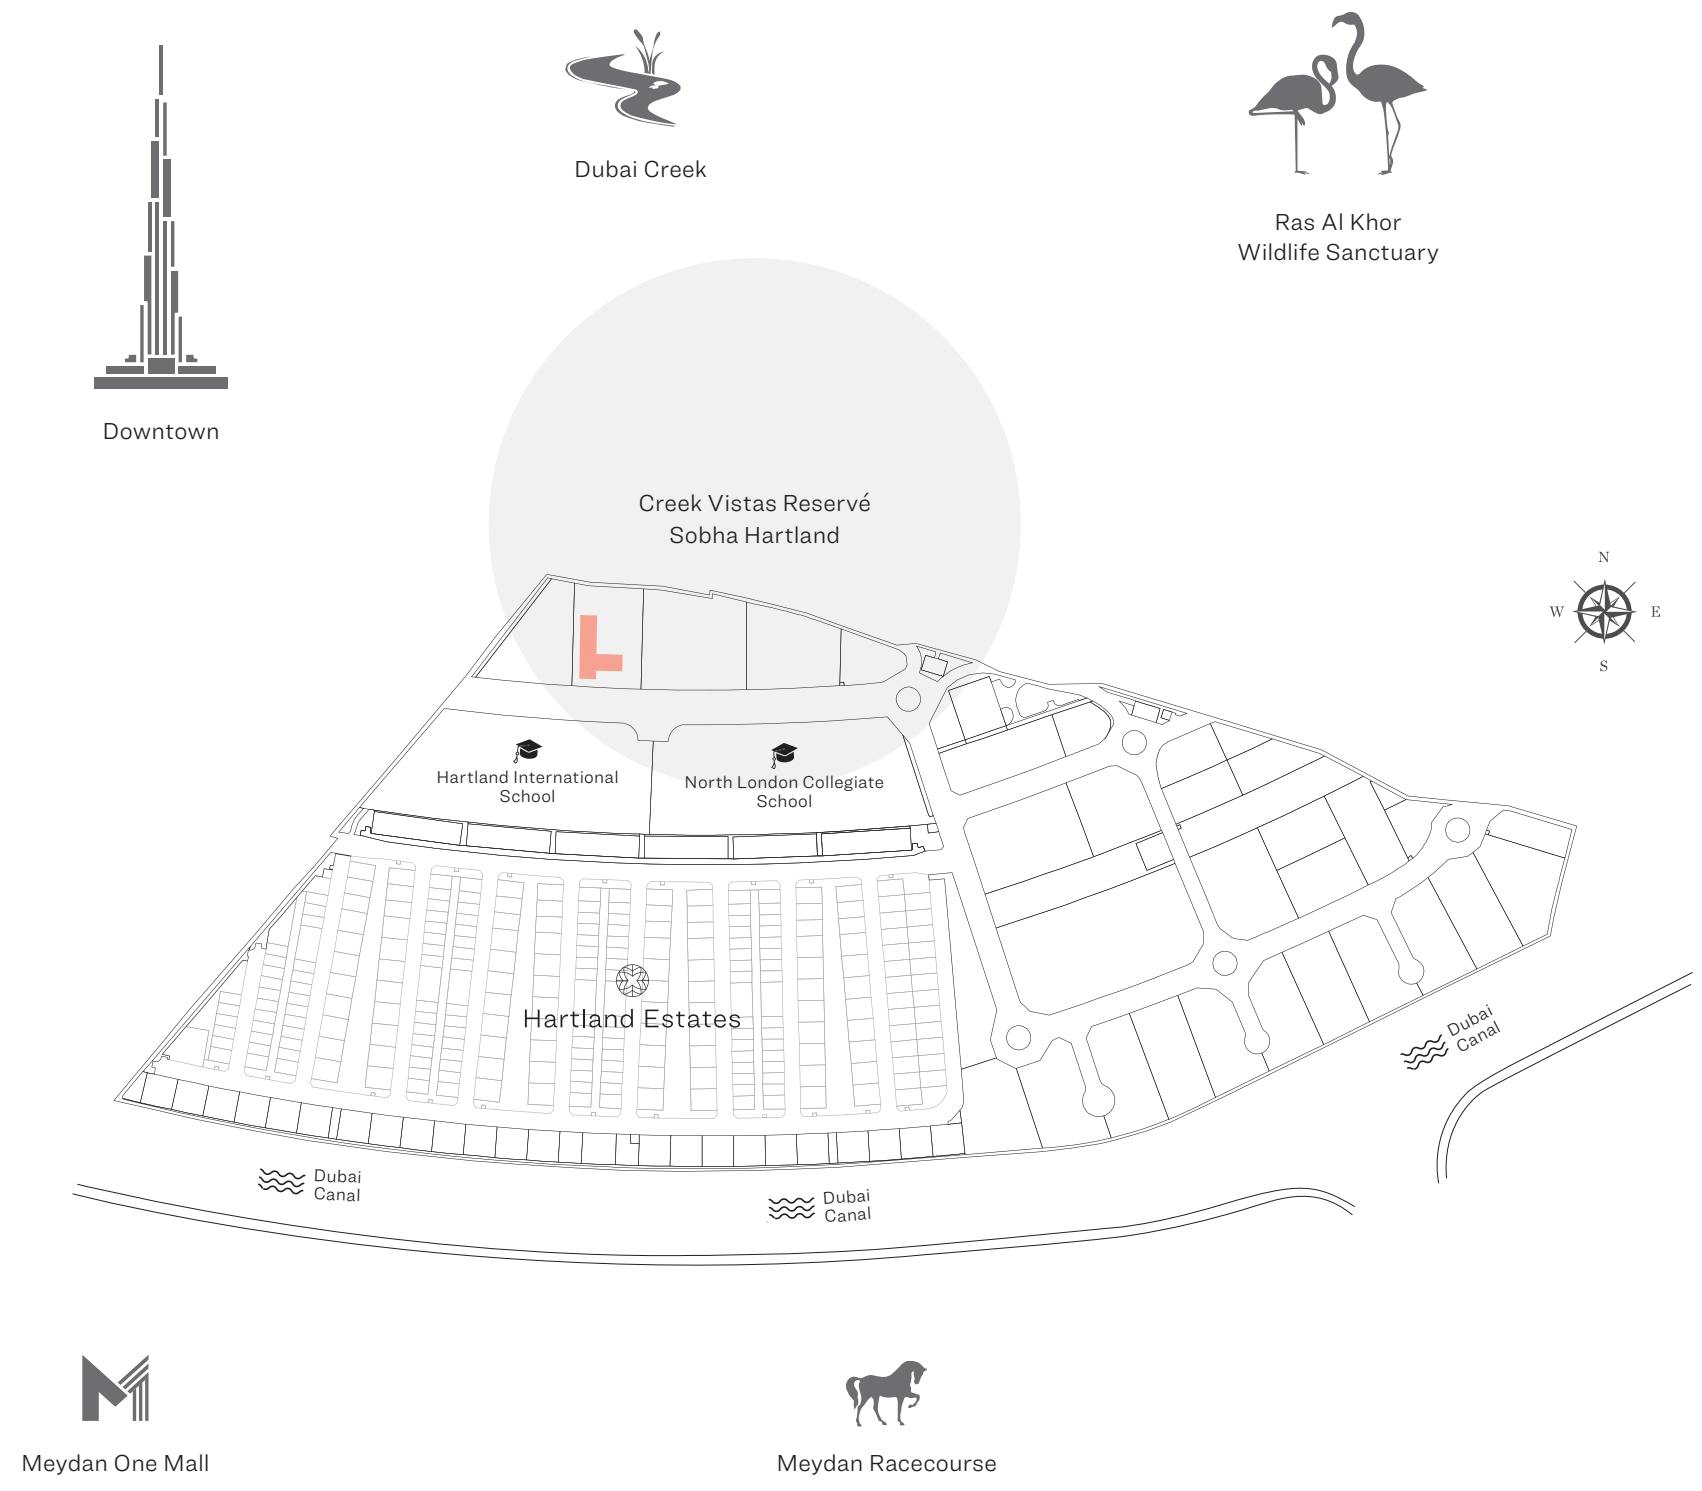 Dubai Creek
Ras Al Khor
Wildlife Sanctuary
Downtown
Creek Vistas Reservé
Sobha Hartland
N
W
E
S
Hartland International
School
North London Collegiate
School
Hartland Estates
Dubai
Canal
Dubai
Canal
Dubai
Canal
Meydan One Mall
Meydan Racecourse